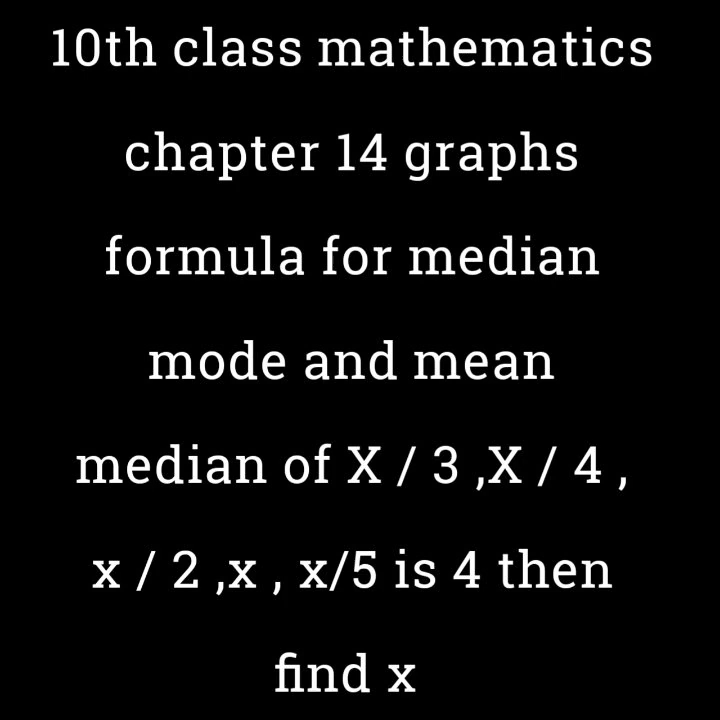 10th class mathematics
chapter 14 graphs
formula for median
mode and mean
median of X / 3 ,X / 4 ,
x / 2 ,x , x/5 is 4 then
find x